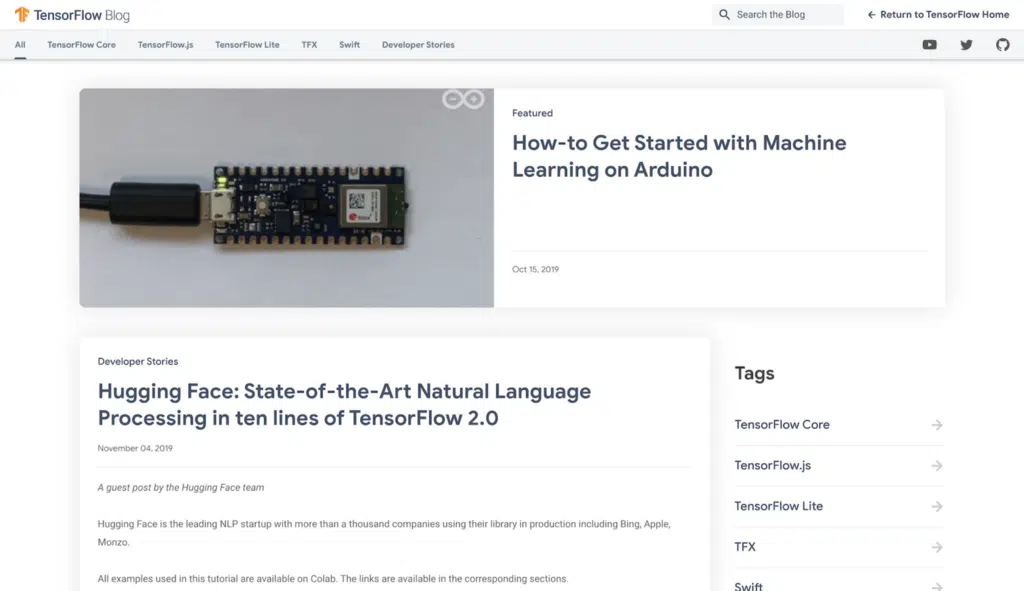 TensorFlow Blog
Search the Blog
← Return to TensorFlow Home
All
TensorFlow Core
TensorFlow.js
TensorFlow Lite
TFX
Swift
Developer Stories
Featured
How-to Get Started with Machine
Learning on Arduino
Oct 15, 2019
Developer Stories
Hugging Face: State-of-the-Art Natural Language
Processing in ten lines of TensorFlow 2.0
November 04, 2019
A guest post by the Hugging Face team
Hugging Face is the leading NLP startup with more than a thousand companies using their library in production including Bing, Apple,
Monzo.
All examples used in this tutorial are available on Colab. The links are available in the corresponding sections.
Tags
TensorFlow Core
TensorFlow.js
TensorFlow Lite
TFX
Swift